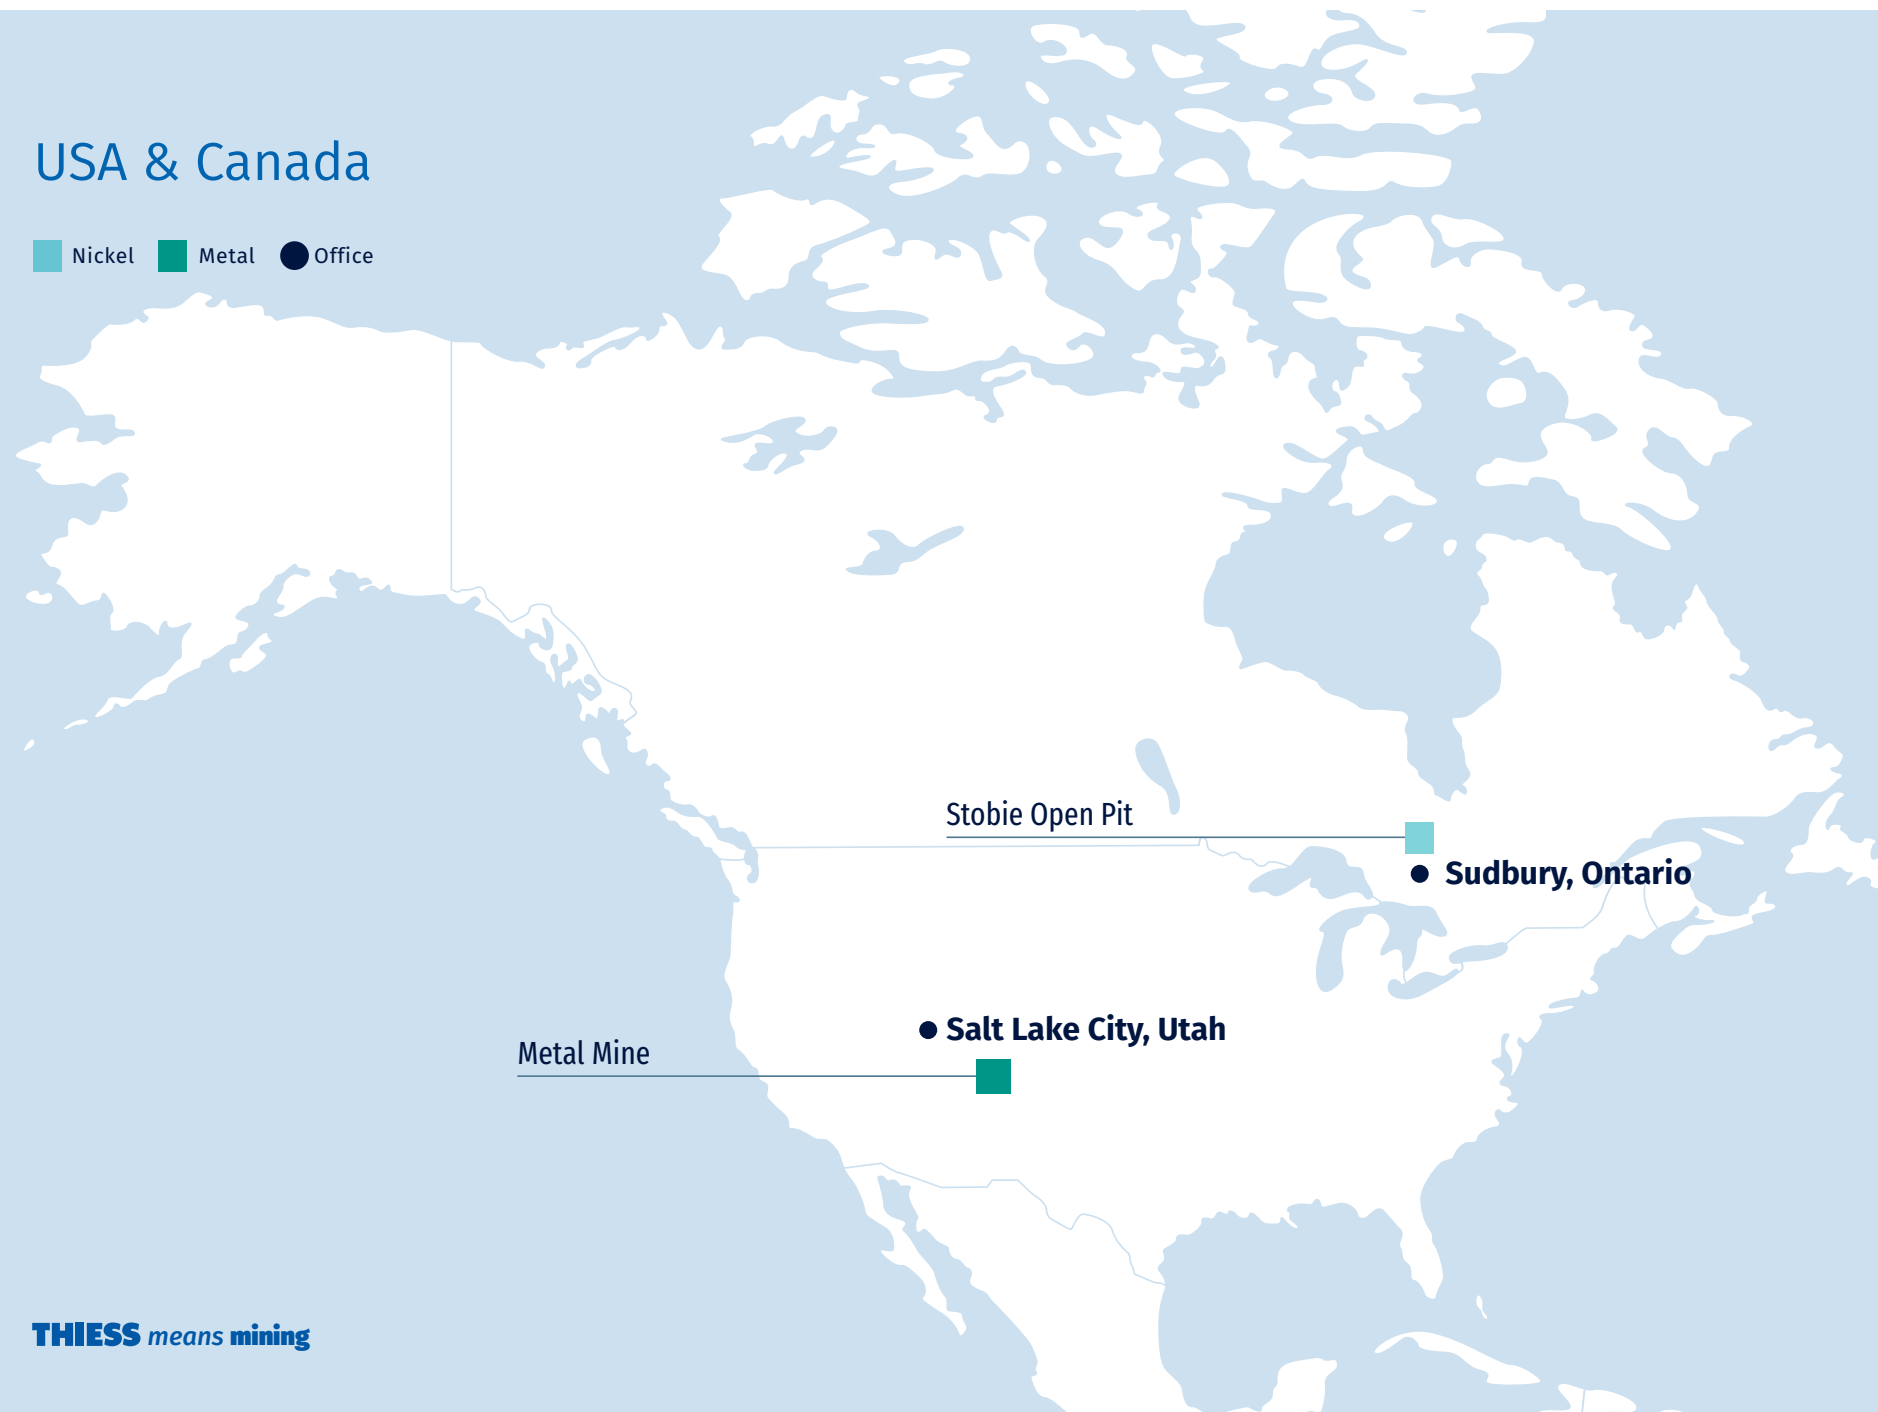 USA & Canada
Nickel Metal Office
Stobie Open Pit
Sudbury, Ontario
Salt Lake City, Utah
Metal Mine
THIESS means mining